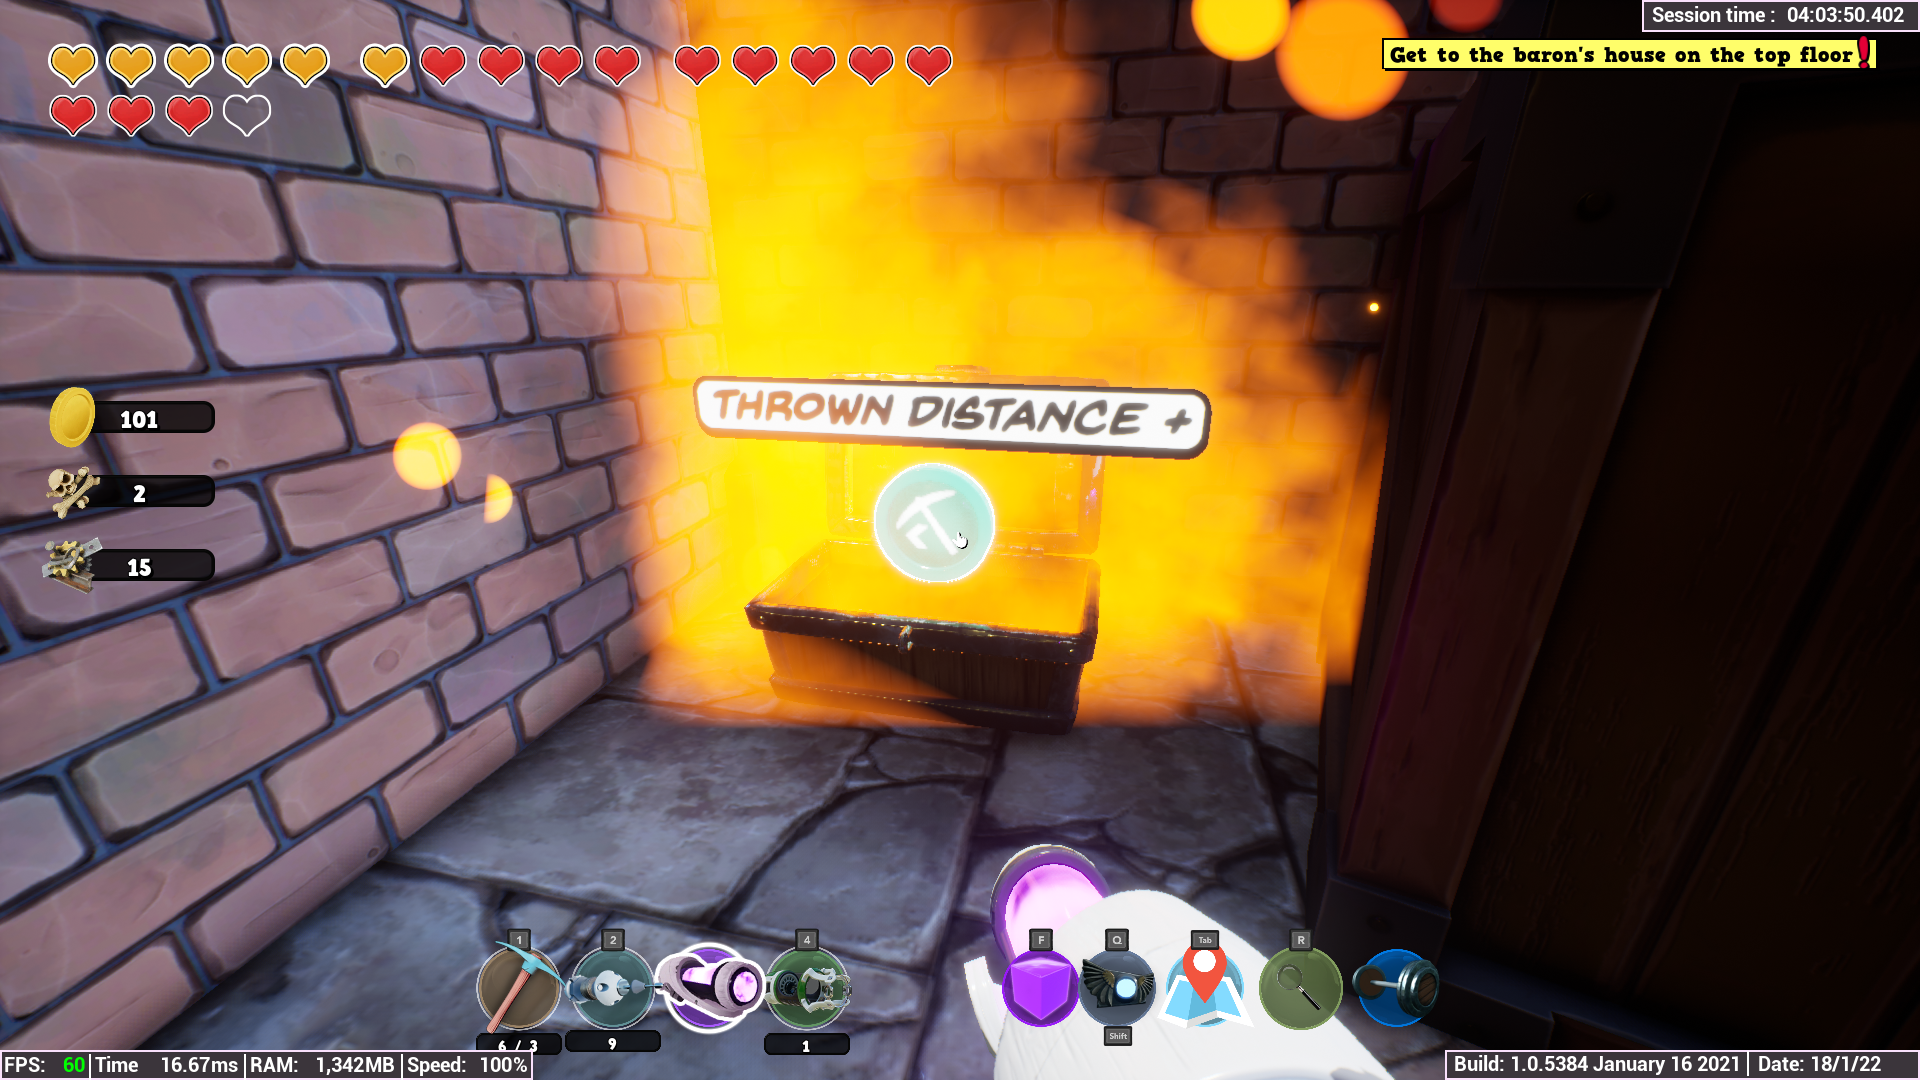 Session time : 04:03:50.402
Get to the baron's house on the top floor!
101
THROWN DISTANCE +
2
15
1
2
4
F
Q
Tab
R
Shift
6 / 3
9
1
FPS: 60 Time 16.67ms RAM: 1,342MB Speed: 100%
Build: 1.0.5384 January 16 2021 Date: 18/1/22